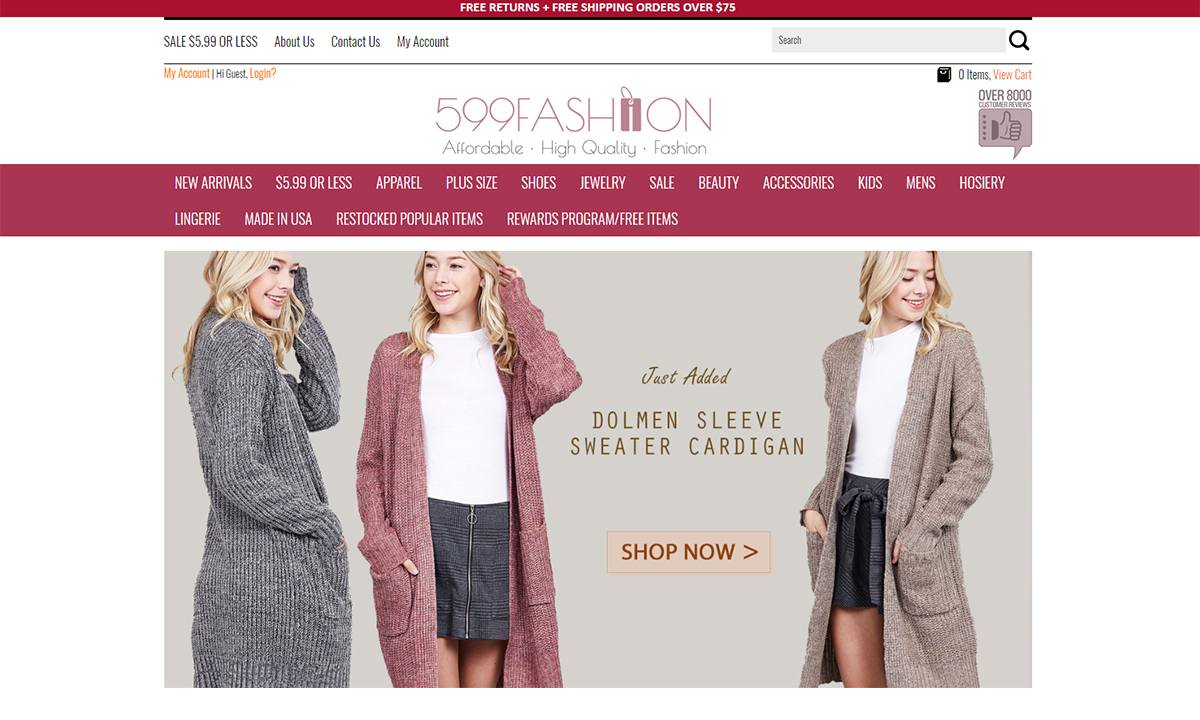 FREE RETURNS + FREE SHIPPING ORDERS OVER $75
SALE $5.99 OR LESS About Us Contact Us My Account Search
My Account | Hi Guest, Login? 0 Items, View Cart
OVER 8000
CUSTOMER REVIEWS
599FASHION
Affordable · High Quality · Fashion
NEW ARRIVALS $5.99 OR LESS APPAREL PLUS SIZE SHOES JEWELRY SALE BEAUTY ACCESSORIES KIDS MENS HOSIERY
LINGERIE MADE IN USA RESTOCKED POPULAR ITEMS REWARDS PROGRAM/FREE ITEMS
Just Added
DOLMEN SLEEVE
SWEATER CARDIGAN
SHOP NOW >